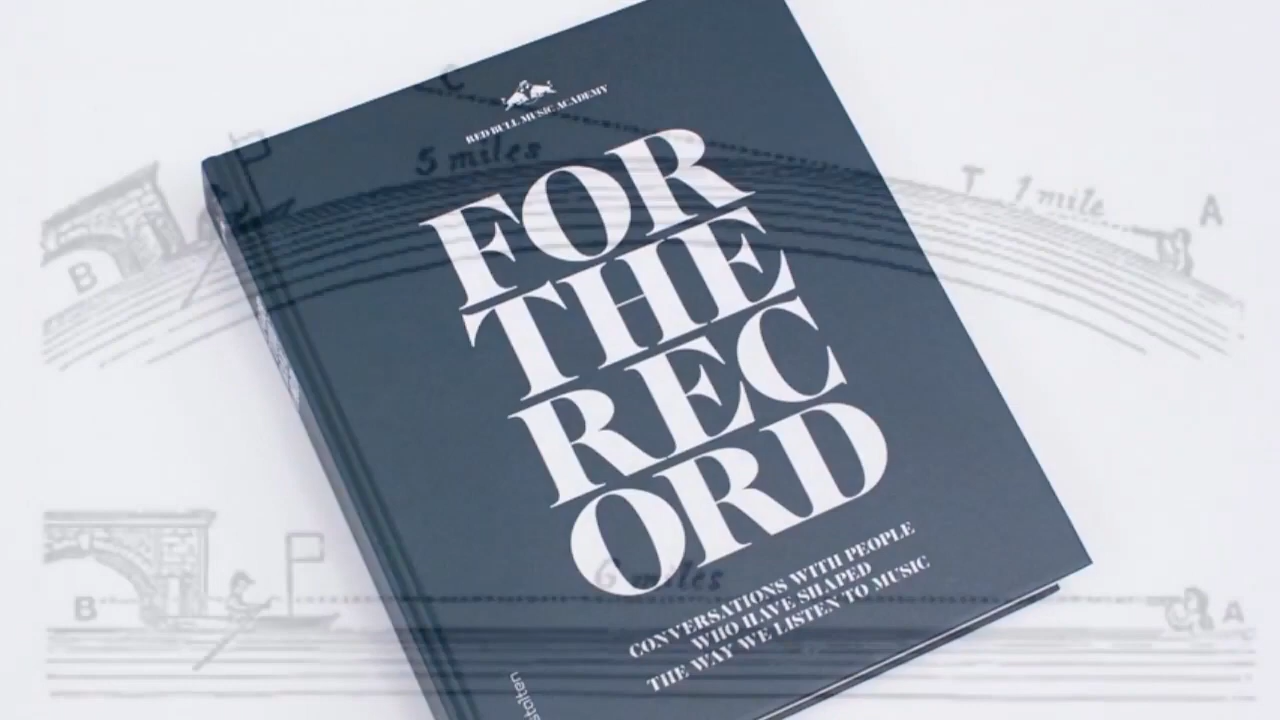 RED BULL MUSIC ACADEMY
C
5 miles
FOR
THE
REC
ORD
T 1 mile
A
B
6 miles
B
A
CONVERSATIONS WITH PEOPLE
WHO HAVE SHAPED
THE WAY WE LISTEN TO MUSIC
stalten